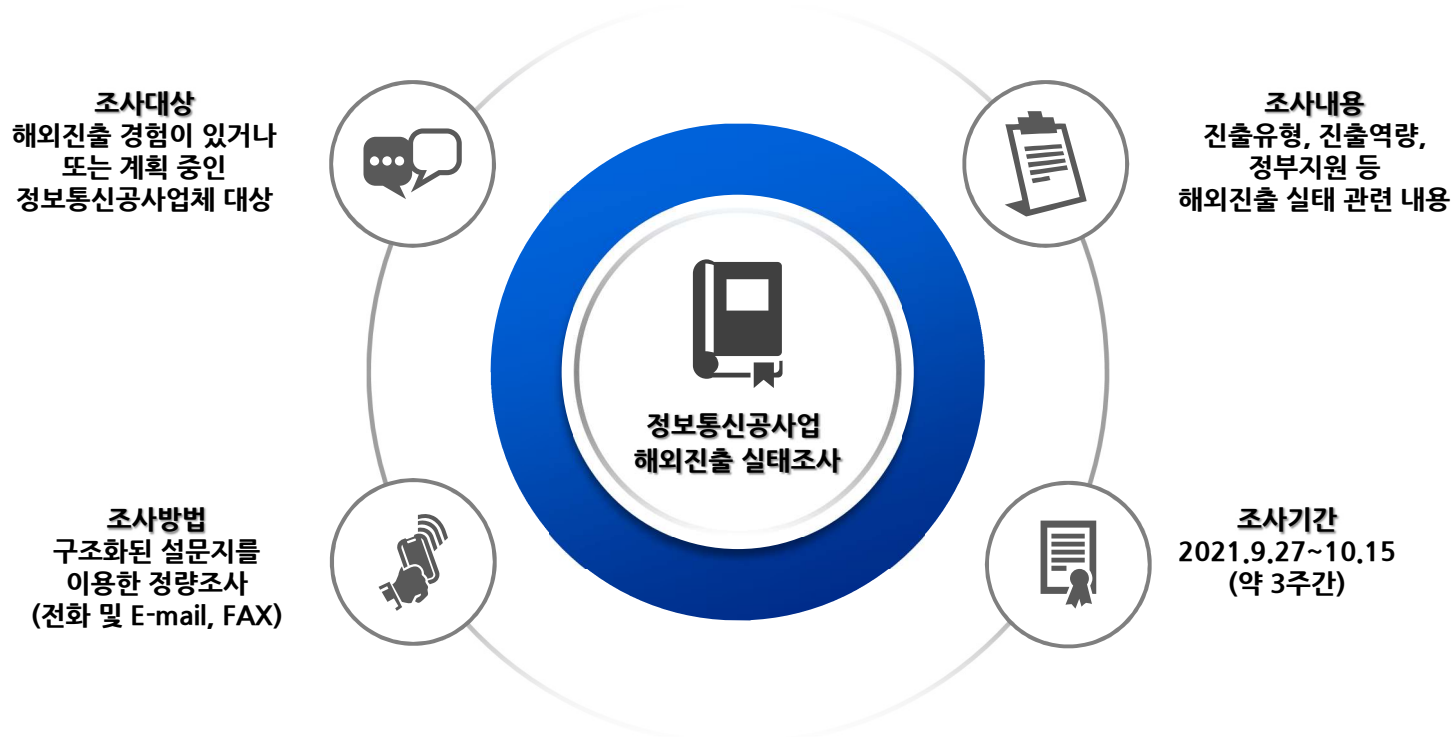 조사대상
해외진출 경험이 있거나
또는 계획 중인
정보통신공사업체 대상
조사내용
진출유형, 진출역량,
정부지원 등
해외진출 실태 관련 내용
정보통신공사업
해외진출 실태조사
조사방법
구조화된 설문지를
이용한 정량조사
(전화 및 E-mail, FAX)
조사기간
2021.9.27~10.15
(약 3주간)